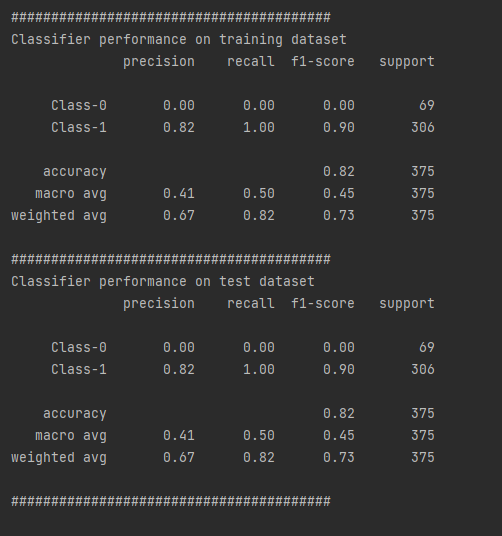 ########################################
Classifier performance on training dataset
precision recall f1-score support
Class-0 0.00 0.00 0.00 69
Class-1 0.82 1.00 0.90 306
accuracy 0.82 375
macro avg 0.41 0.50 0.45 375
weighted avg 0.67 0.82 0.73 375
########################################
Classifier performance on test dataset
precision recall f1-score support
Class-0 0.00 0.00 0.00 69
Class-1 0.82 1.00 0.90 306
accuracy 0.82 375
macro avg 0.41 0.50 0.45 375
weighted avg 0.67 0.82 0.73 375
########################################